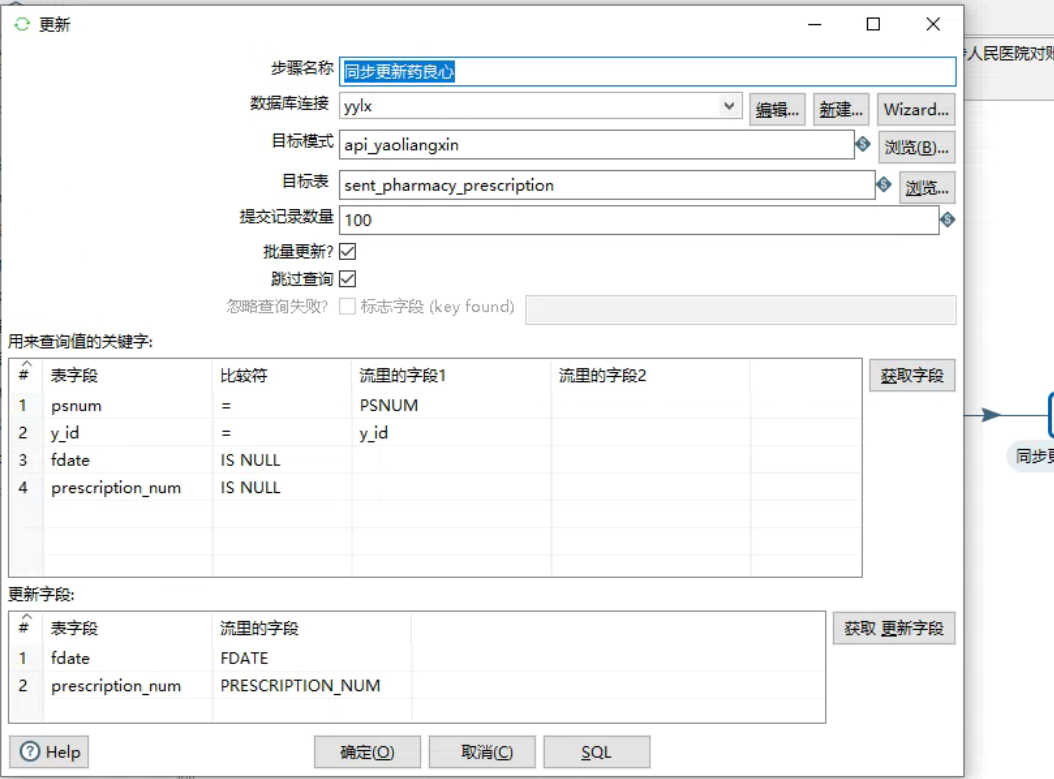 更新
步骤名称 同步更新药良心
人民医院对账
数据库连接 yylx 编辑... 新建... Wizard...
目标模式 api_yaoliangxin 浏览(B)...
目标表 sent_pharmacy_prescription 浏览...
提交记录数量 100
批量更新?
跳过查询
忽略查询失败? 标志字段 (key found)
用来查询值的关键字:
# 表字段 比较符 流里的字段1 流里的字段2 获取字段
1 psnum = PSNUM
2 y_id = y_id
3 fdate IS NULL
同步更
4 prescription_num IS NULL
更新字段:
# 表字段 流里的字段 获取 更新字段
1 fdate FDATE
2 prescription_num PRESCRIPTION_NUM
Help 确定(O) 取消(C) SQL